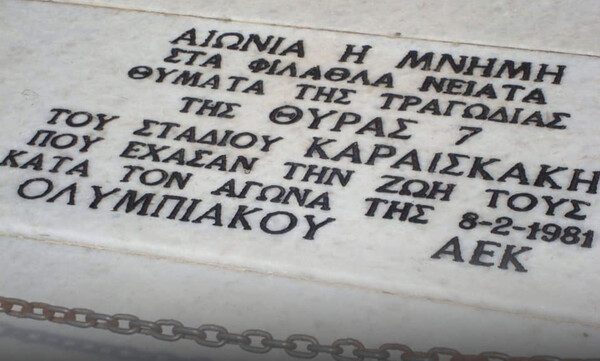 ΑΙΩΝΙΑ Η ΜΝΗΜΗ
ΣΤΑ ΦΙΛΑΘΛΑ ΝΕΙΑΤΑ
ΘΥΜΑΤΑ ΤΗΣ ΤΡΑΓΩΔΙΑΣ
ΤΗΣ ΘΥΡΑΣ 7
ΤΟΥ ΣΤΑΔΙΟΥ ΚΑΡΑΙΣΚΑΚΗ
ΠΟΥ ΕΧΑΣΑΝ ΤΗΝ ΖΩΗ ΤΟΥΣ
ΚΑΤΑ ΤΟΝ ΑΓΩΝΑ ΤΗΣ 8-2-1981
ΟΛΥΜΠΙΑΚΟΥ ΑΕΚ